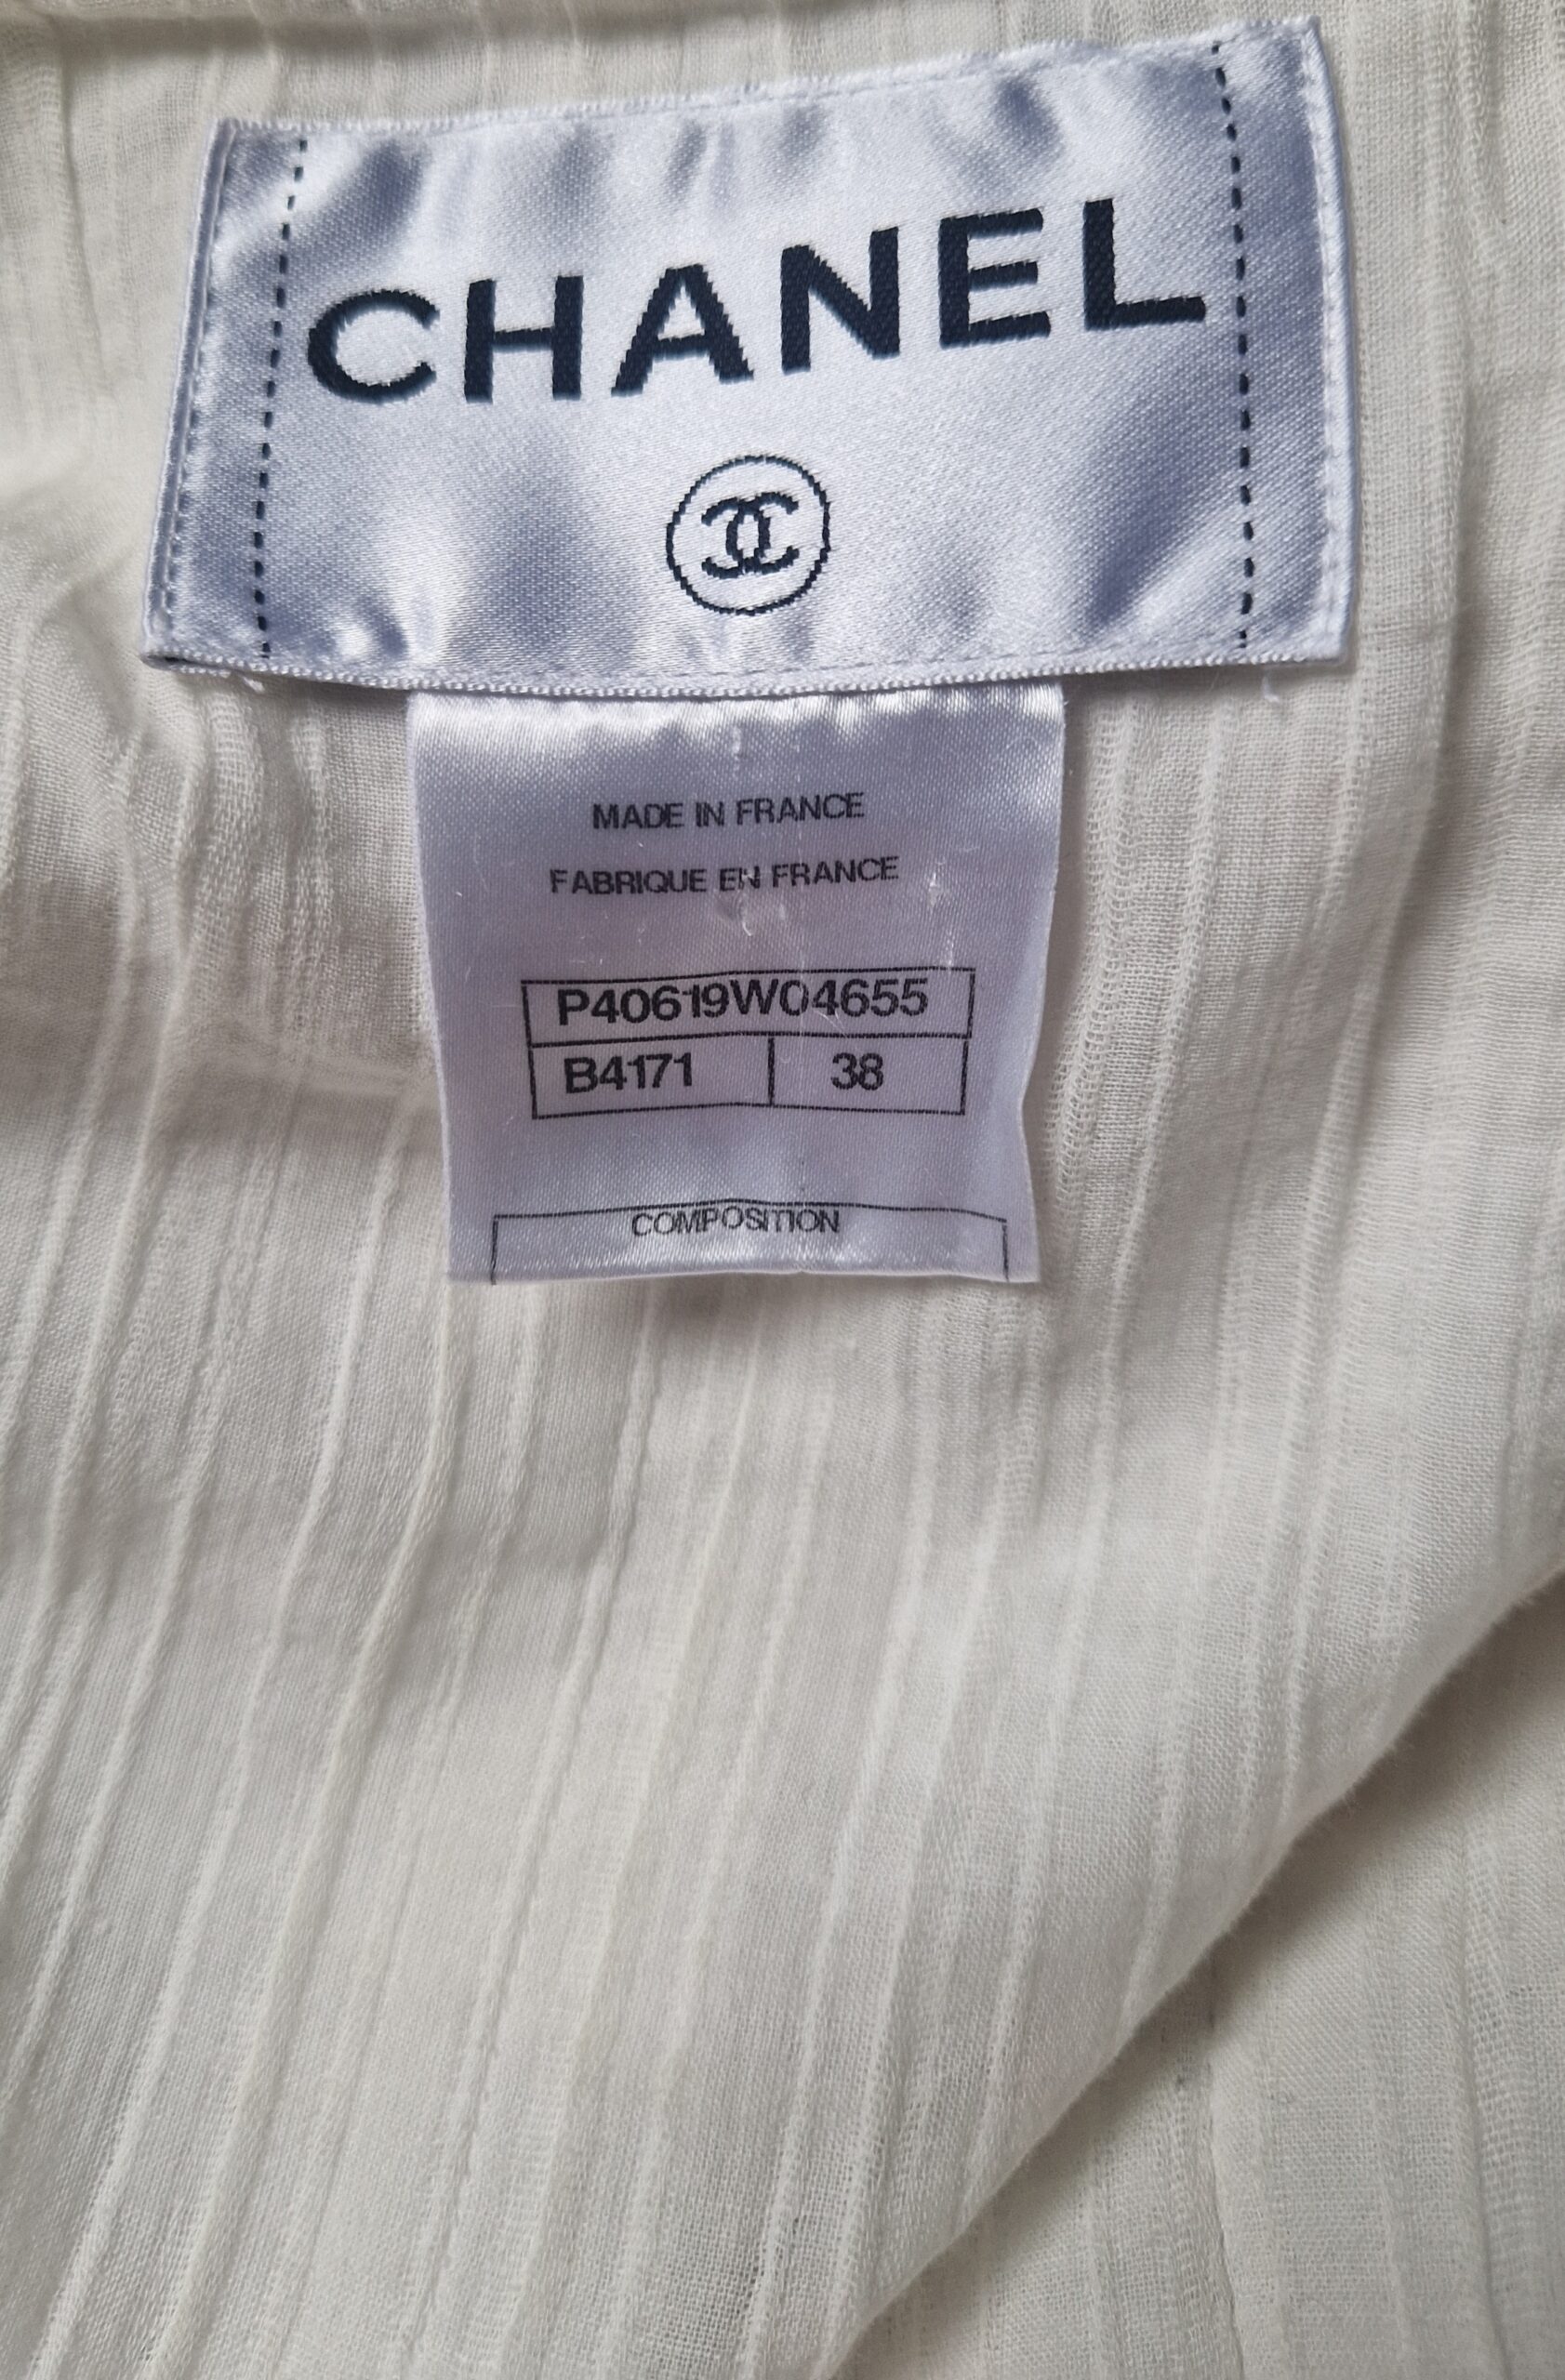 CHANEL
MADE IN FRANCE
FABRIQUE EN FRANCE
P40619W04655
B4171 38
COMPOSITION